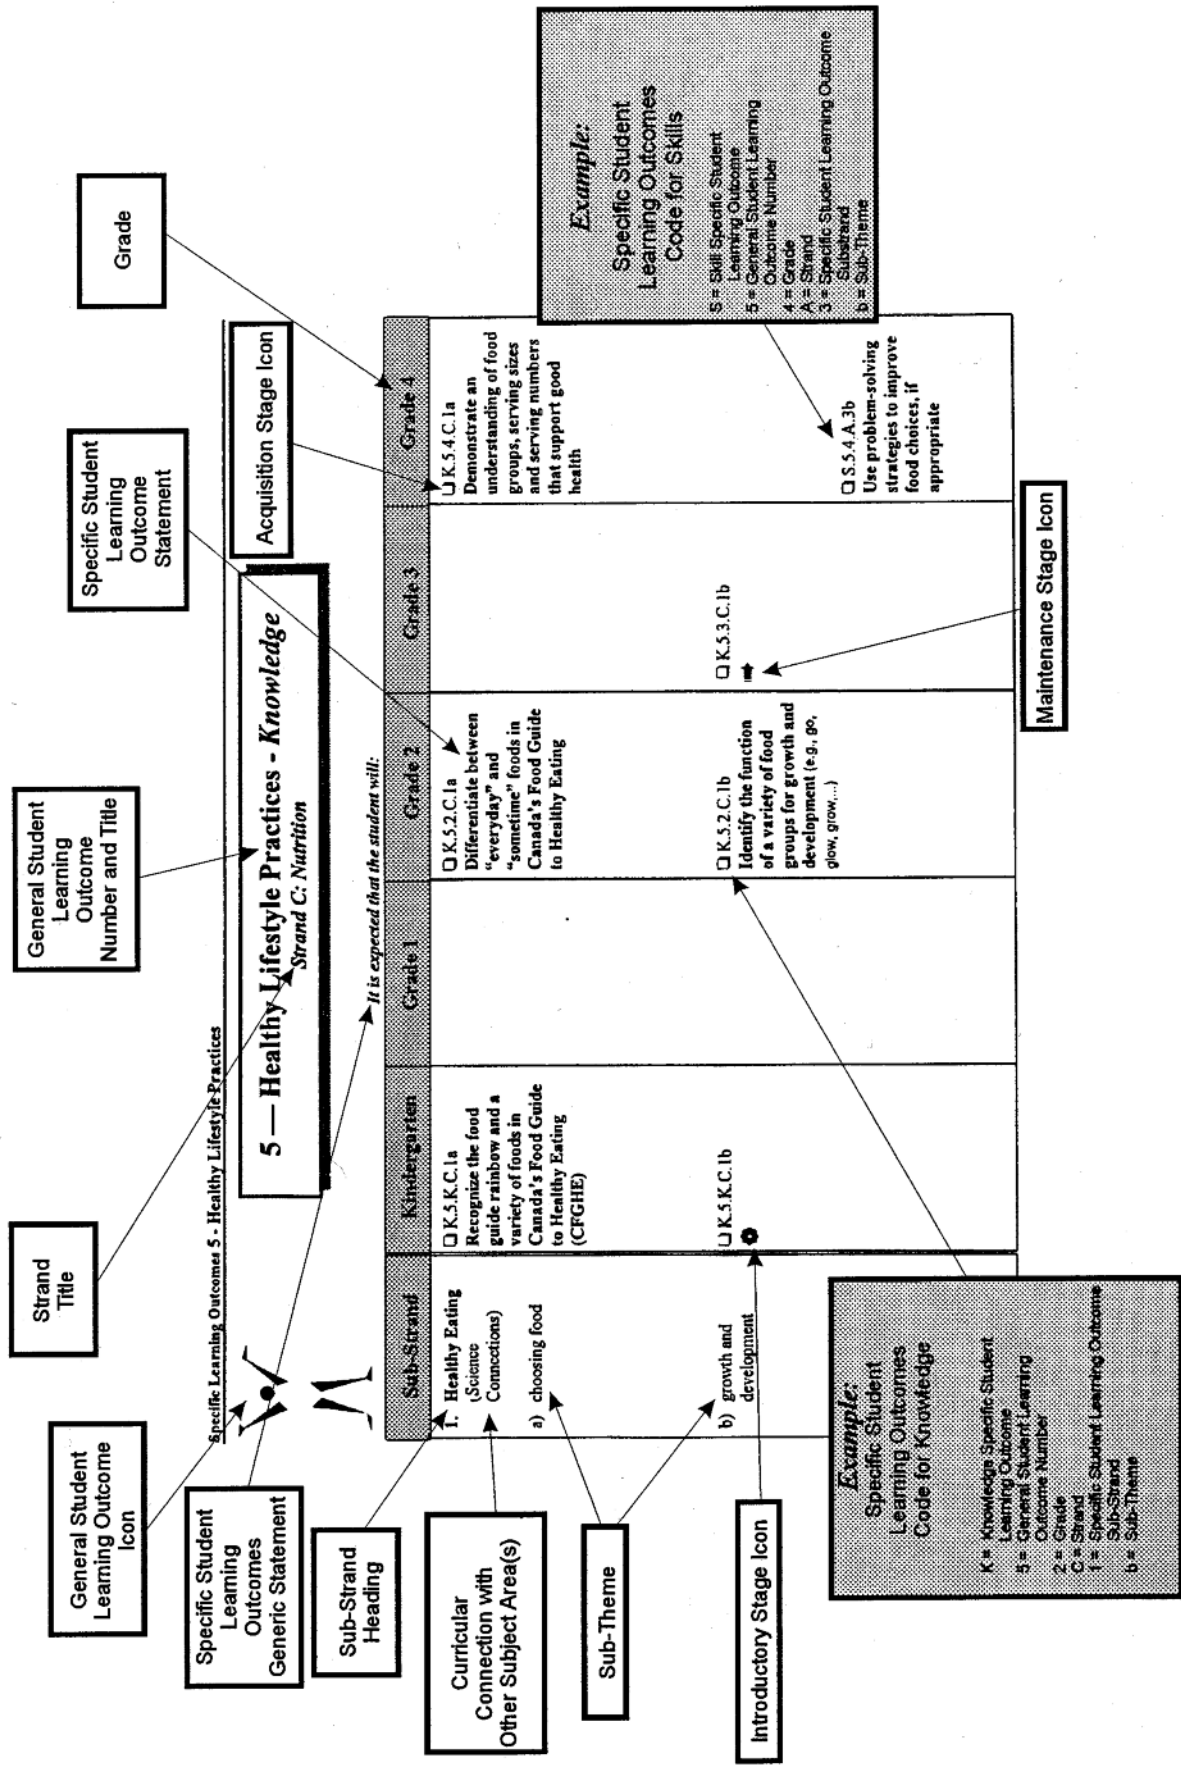 General Student
Learning Outcome
Icon
Strand
Title
General Student
Learning
Outcome
Number and Title
Specific Student
Learning
Outcome
Statement
Grade
Specific Learning Outcomes 5 - Healthy Lifestyle Practices
5 — Healthy Lifestyle Practices - Knowledge
Strand C: Nutrition
Acquisition Stage Icon
Specific Student
Learning
Outcomes
Generic Statement
It is expected that the student will:
Sub-Strand
Kindergarten
Grade 1
Grade 2
Grade 3
Grade 4
Sub-Strand
Heading
1. Healthy Eating
(Science
Connections)
a) choosing food
❏ K.5.K.C.1a
Recognize the food
guide rainbow and a
variety of foods in
Canada's Food Guide
to Healthy Eating
(CFGHE)
❏ K.5.2.C.1a
Differentiate between
"everyday" and
"sometime" foods in
Canada's Food Guide
to Healthy Eating
❏ K.5.4.C.1a
Demonstrate an
understanding of food
groups, serving sizes
and serving numbers
that support good
health
Curricular
Connection with
Other Subject Area(s)
Sub-Theme
b) growth and
development
❏ K.5.K.C.1b
❏ K.5.2.C.1b
Identify the function
of a variety of food
groups for growth and
development (e.g., go,
glow, grow,...)
❏ K.5.3.C.1b
❏ S.5.4.A.3b
Use problem-solving
strategies to improve
food choices, if
appropriate
Introductory Stage Icon
Maintenance Stage Icon
Example:
Specific Student
Learning Outcomes
Code for Knowledge
K = Knowledge Specific Student
Learning Outcome
5 = General Student Learning
Outcome Number
2 = Grade
C = Strand
1 = Specific Student Learning Outcome
Sub-Strand
b = Sub-Theme
Example:
Specific Student
Learning Outcomes
Code for Skills
S = Skill Specific Student
Learning Outcome
5 = General Student Learning
Outcome Number
4 = Grade
A = Strand
3 = Specific Student Learning Outcome
Substrand
b = Sub-Theme